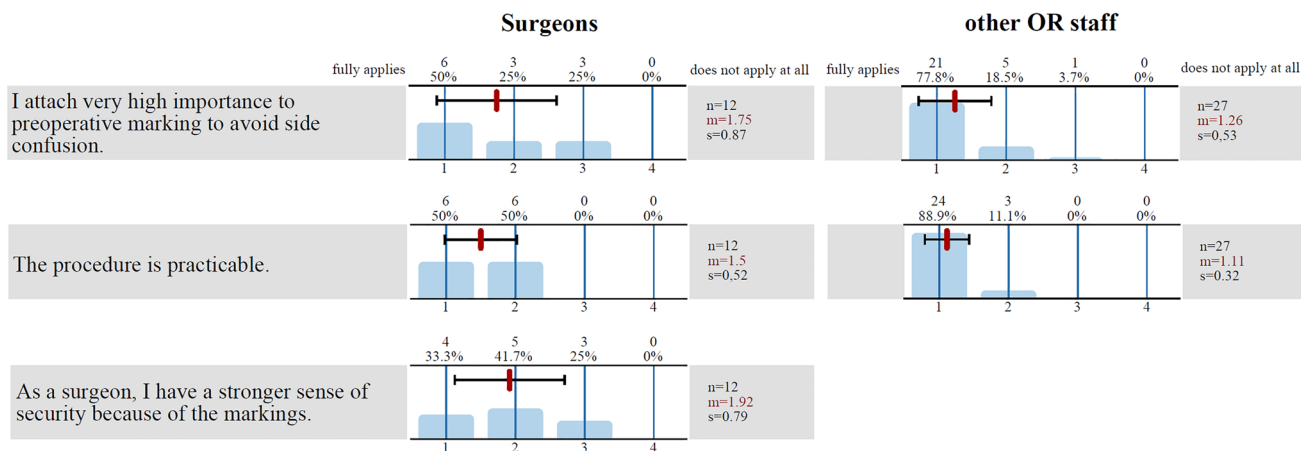 Surgeons
other OR staff
fully applies
6 3 3 0
50% 25% 25% 0%
does not apply at all
fully applies
21 5 1 0
77.8% 18.5% 3.7% 0%
does not apply at all
I attach very high importance to
preoperative marking to avoid side
confusion.
n=12
m=1.75
s=0.87
1 2 3 4
n=27
m=1.26
s=0,53
1 2 3 4
6 6 0 0
50% 50% 0% 0%
24 3 0 0
88.9% 11.1% 0% 0%
The procedure is practicable.
n=12
m=1.5
s=0,52
1 2 3 4
n=27
m=1.11
s=0.32
1 2 3 4
4 5 3 0
33.3% 41.7% 25% 0%
As a surgeon, I have a stronger sense of
security because of the markings.
n=12
m=1.92
s=0.79
1 2 3 4